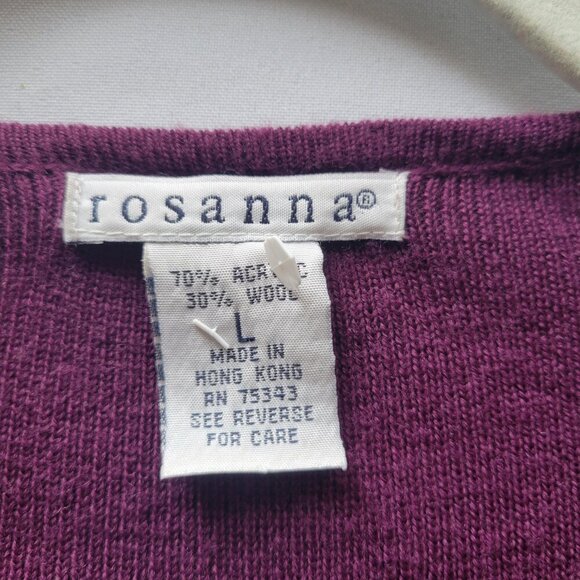 rosanna®
70% ACRYLIC
30% WOOL
L
MADE IN
HONG KONG
RN 75343
SEE REVERSE
FOR CARE